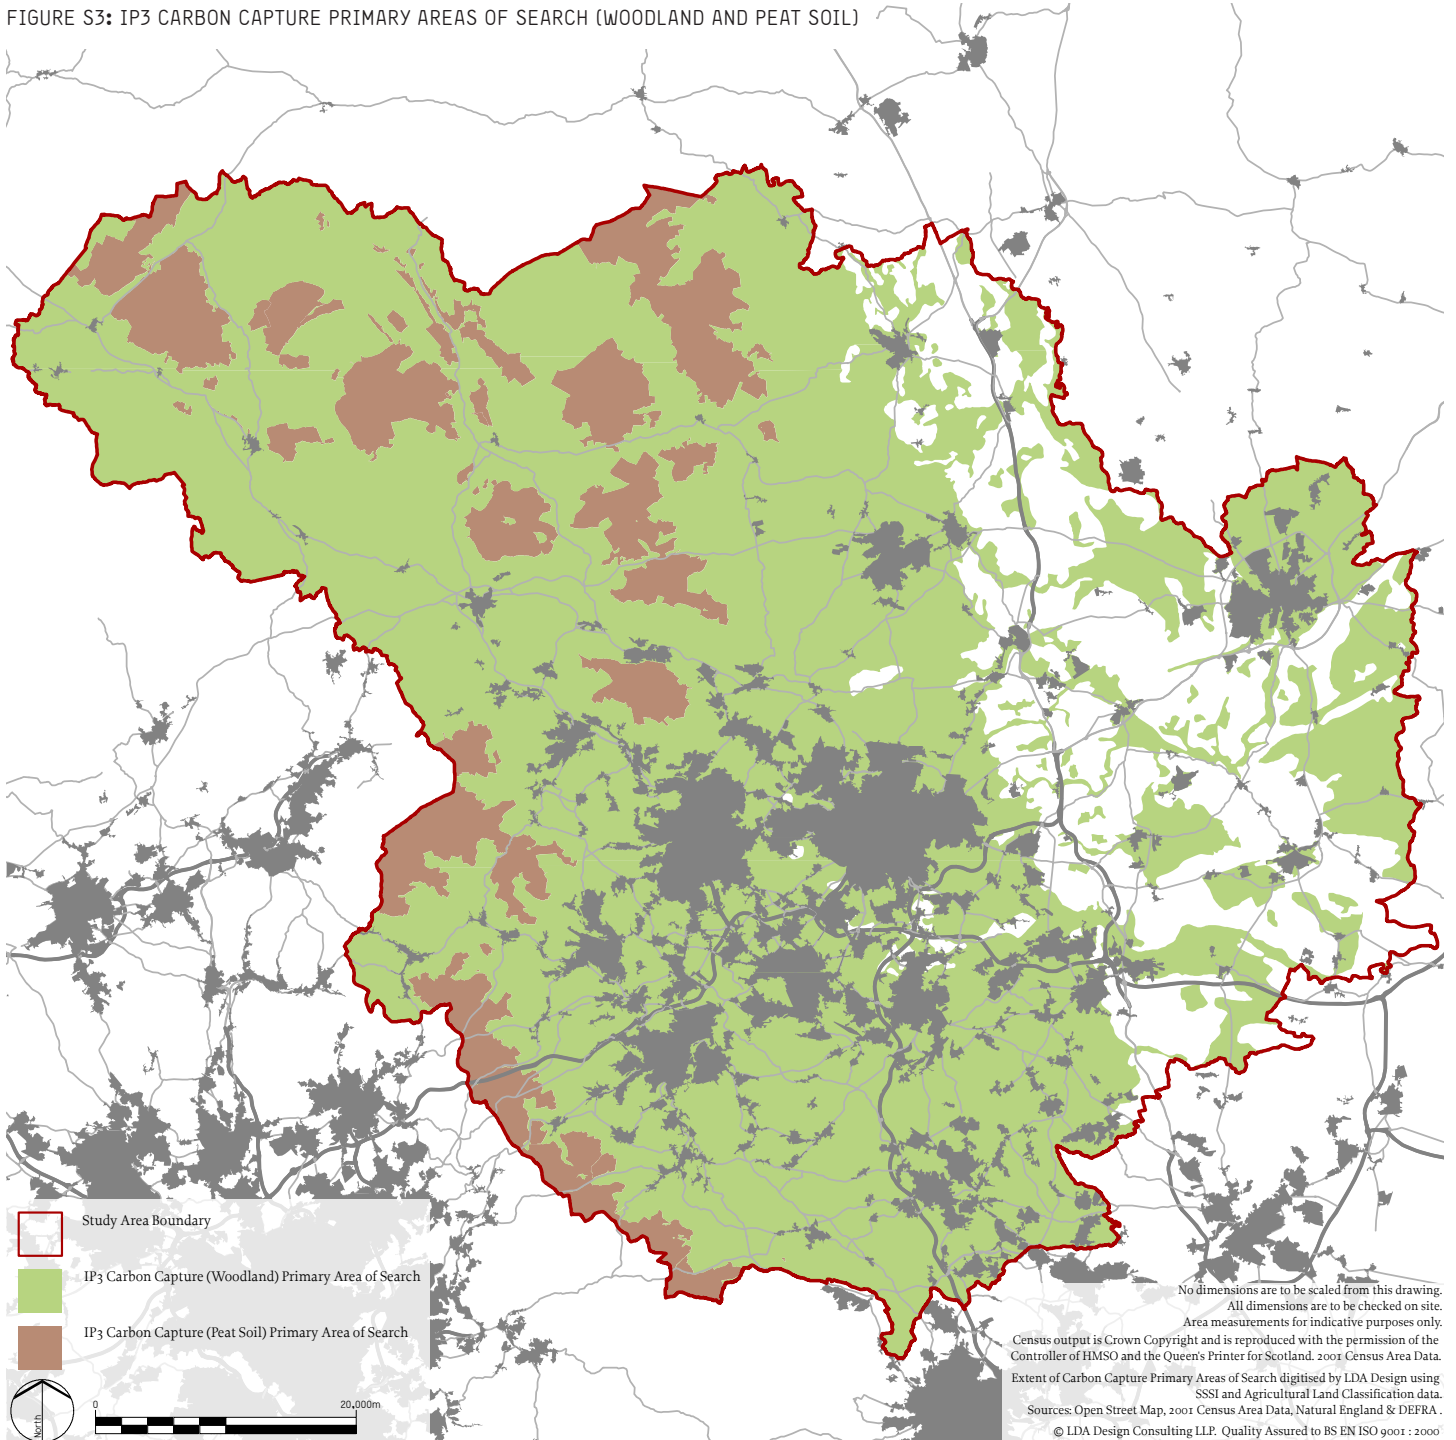 FIGURE S3: IP3 CARBON CAPTURE PRIMARY AREAS OF SEARCH (WOODLAND AND PEAT SOIL)
Study Area Boundary
IP3 Carbon Capture (Woodland) Primary Area of Search
IP3 Carbon Capture (Peat Soil) Primary Area of Search
North
0
20,000m
No dimensions are to be scaled from this drawing.
All dimensions are to be checked on site.
Area measurements for indicative purposes only.
Census output is Crown Copyright and is reproduced with the permission of the
Controller of HMSO and the Queen's Printer for Scotland. 2001 Census Area Data.
Extent of Carbon Capture Primary Areas of Search digitised by LDA Design using
SSSI and Agricultural Land Classification data.
Sources: Open Street Map, 2001 Census Area Data, Natural England & DEFRA .
© LDA Design Consulting LLP. Quality Assured to BS EN ISO 9001 : 2000